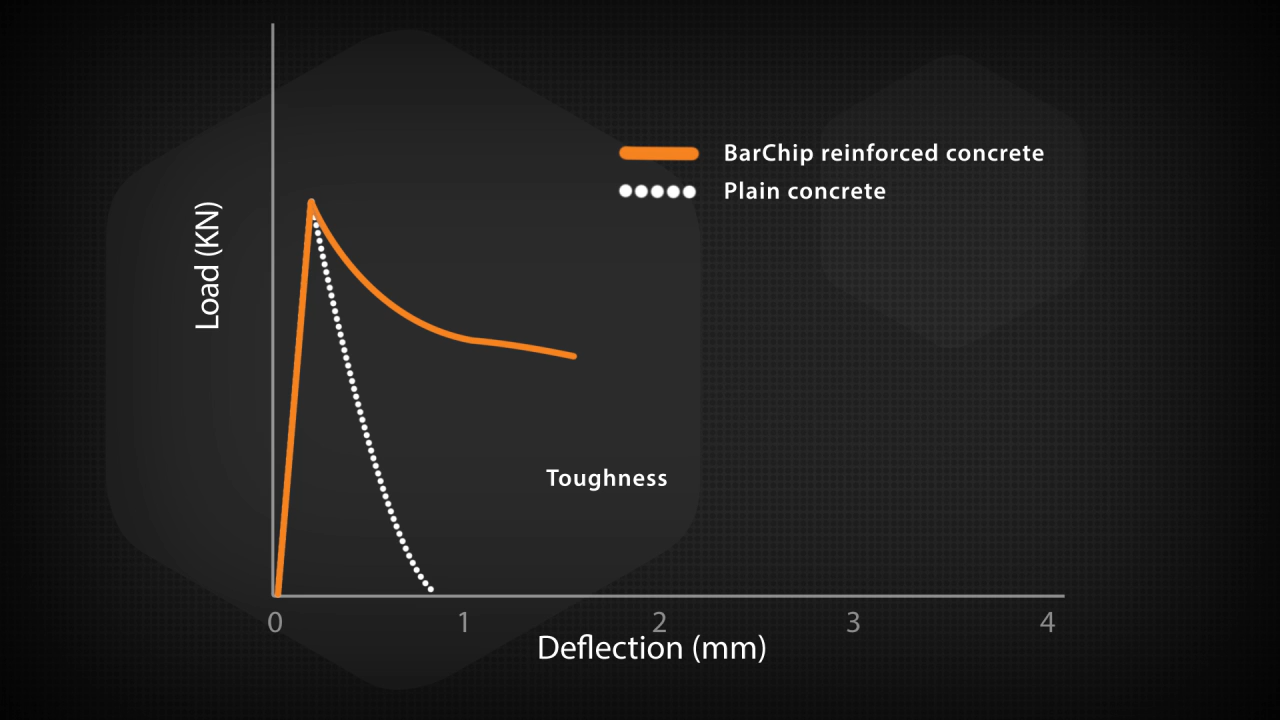 BarChip reinforced concrete
Plain concrete
Load (KN)
Toughness
0 1 2 3 4
Deflection (mm)